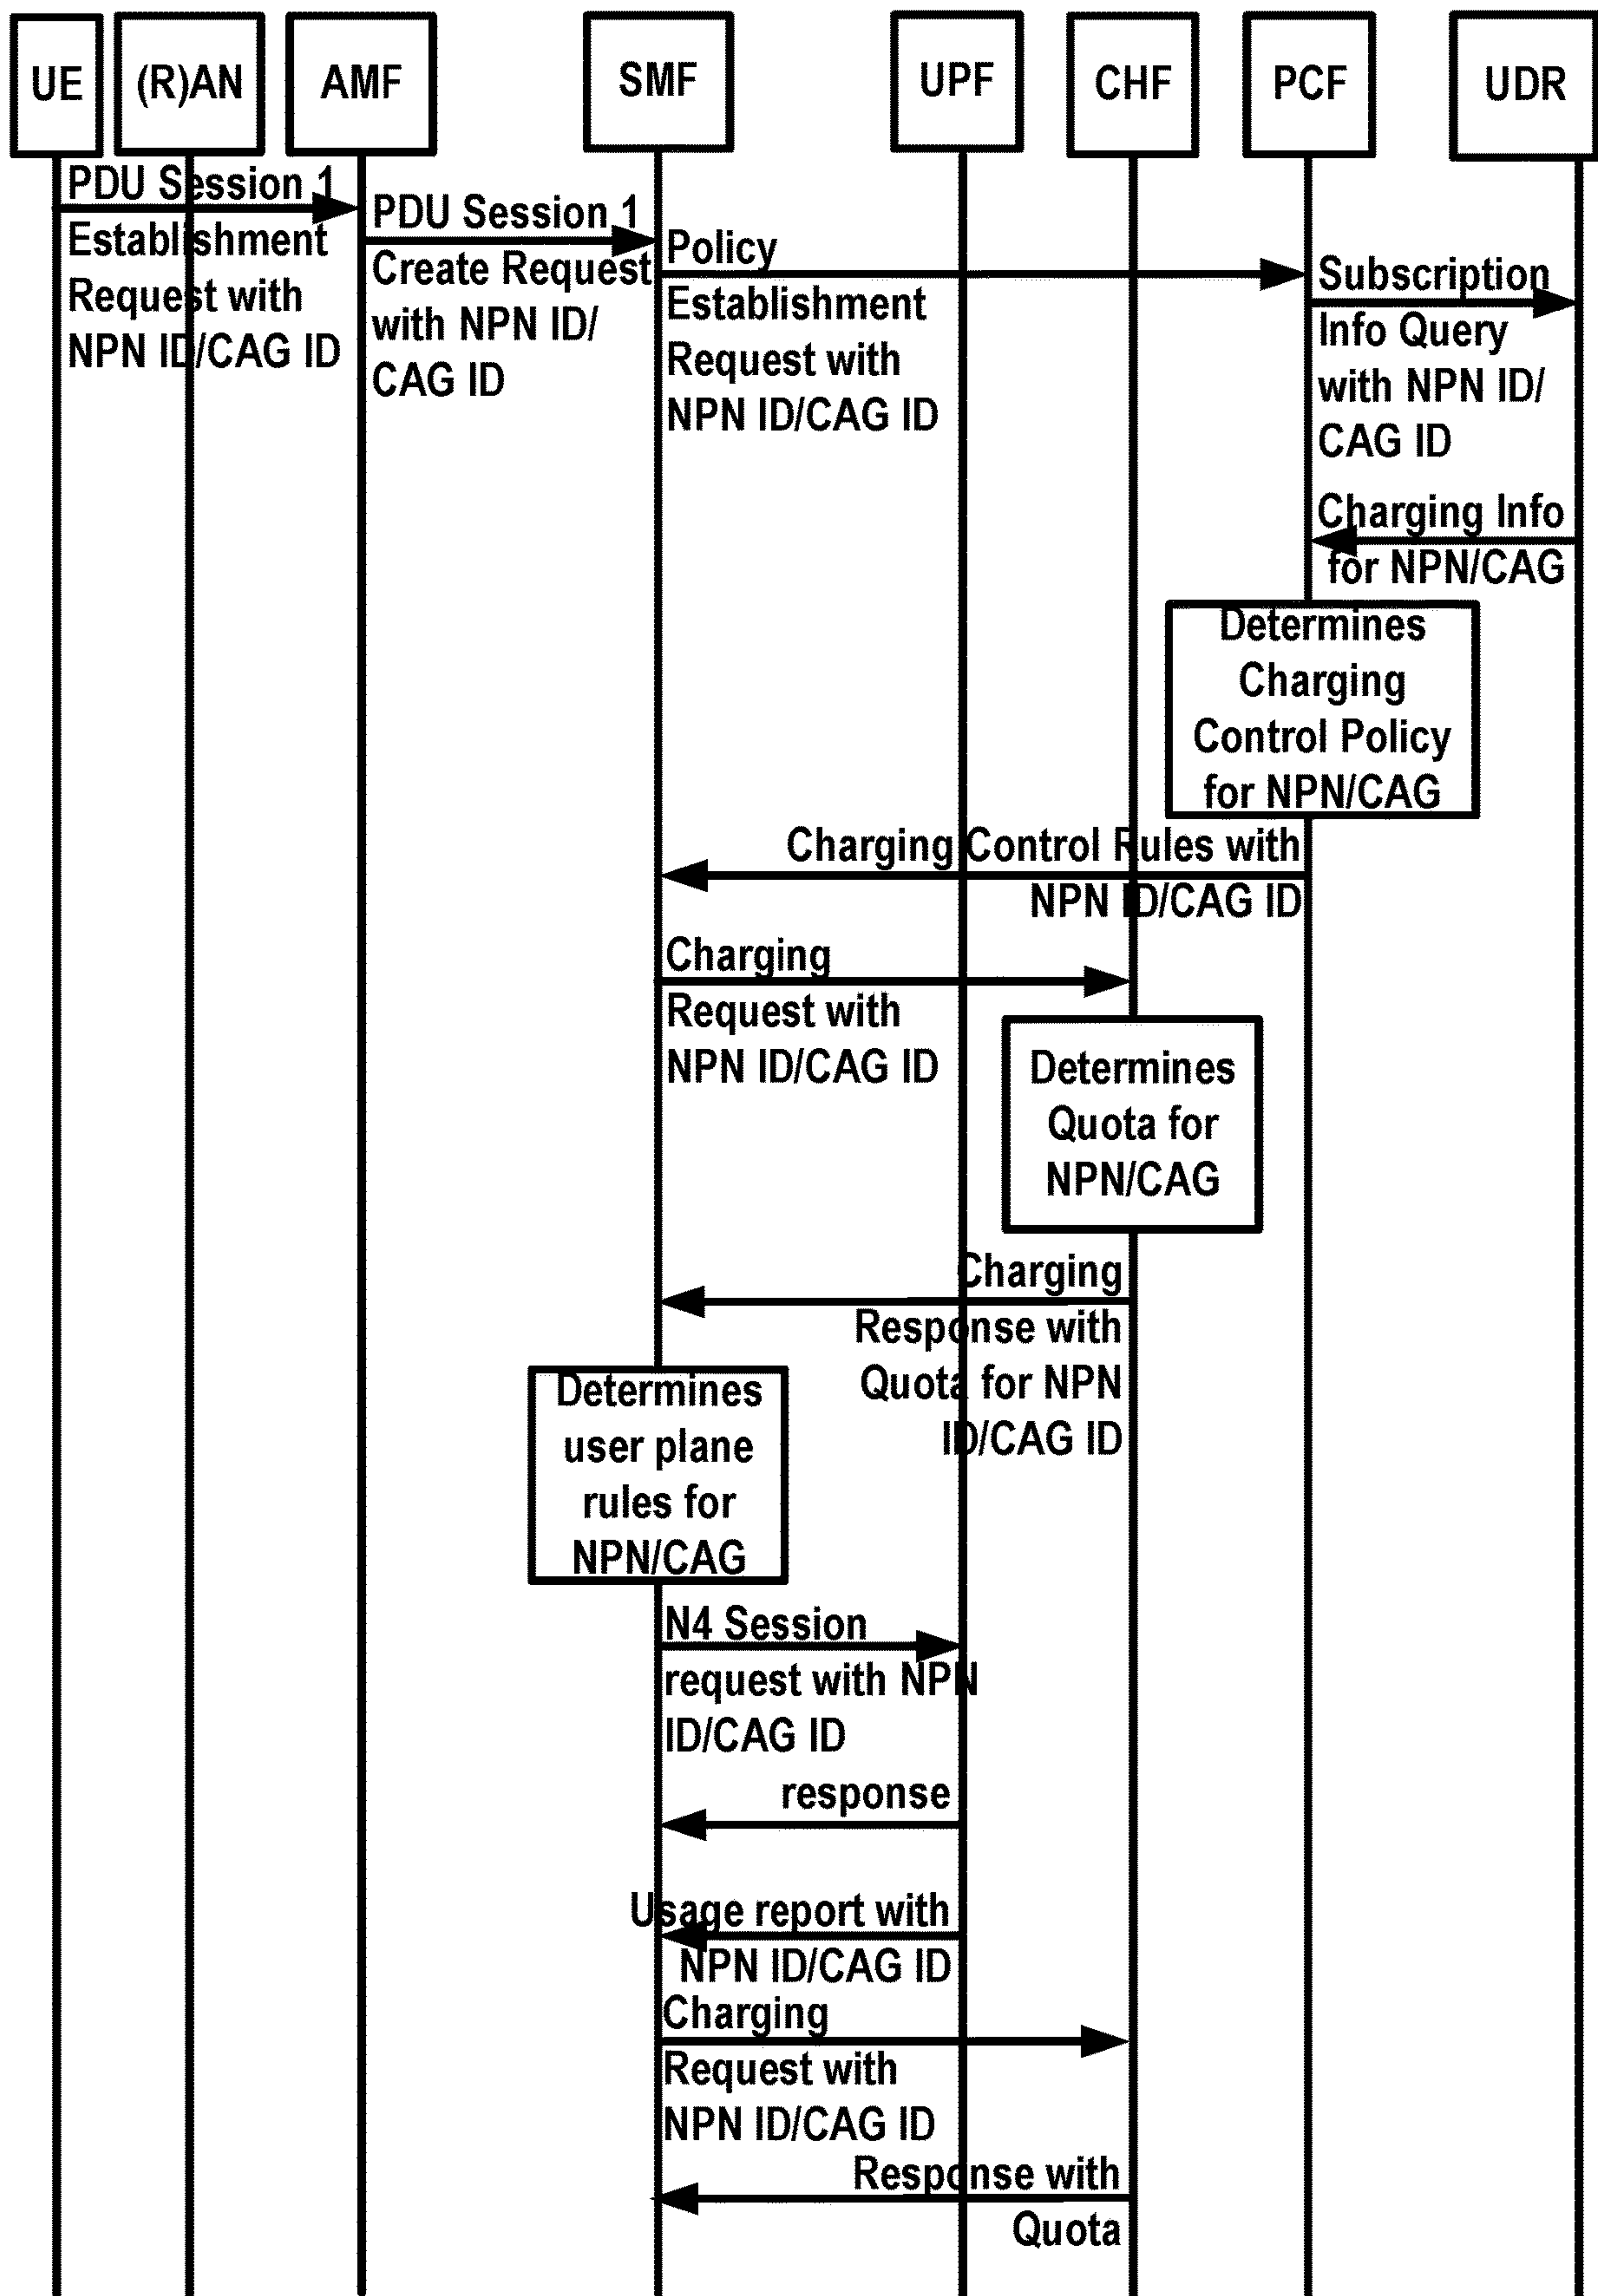 UE
(R)AN
AMF
SMF
UPF
CHF
PCF
UDR
PDU Session 1
Establishment
Request with
NPN ID/CAG ID
PDU Session 1
Create Request
with NPN ID/
CAG ID
Policy
Establishment
Request with
NPN ID/CAG ID
Subscription
Info Query
with NPN ID/
CAG ID
Charging Info
for NPN/CAG
Determines
Charging
Control Policy
for NPN/CAG
Charging Control Rules with
NPN ID/CAG ID
Charging
Request with
NPN ID/CAG ID
Determines
Quota for
NPN/CAG
Charging
Response with
Quota for NPN
ID/CAG ID
Determines
user plane
rules for
NPN/CAG
N4 Session
request with NPN
ID/CAG ID
response
Usage report with
NPN ID/CAG ID
Charging
Request with
NPN ID/CAG ID
Response with
Quota